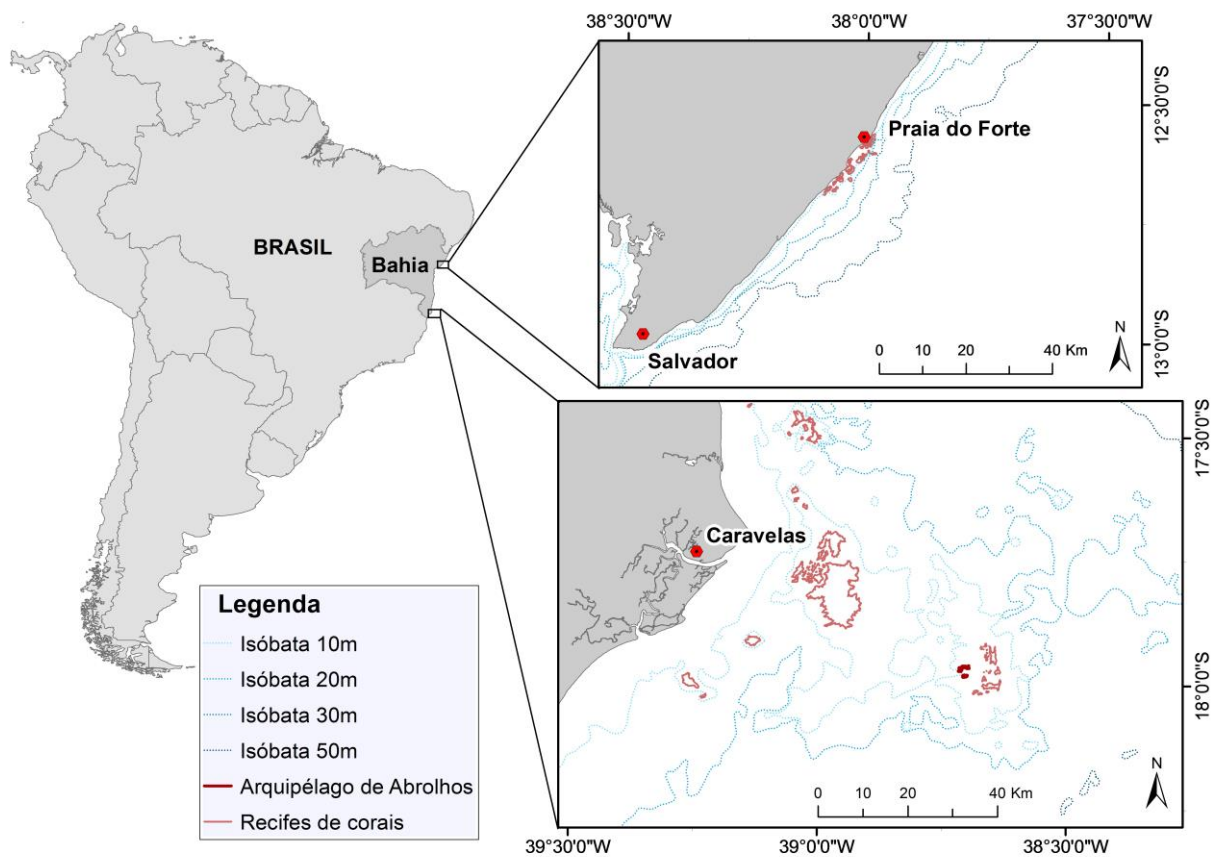 BRASIL
Bahia
38°30'0"W
38°0'0"W
37°30'0"W
12°30'0"S
13°0'0"S
Praia do Forte
Salvador
N
0 10 20 40 Km
17°30'0"S
18°0'0"S
Caravelas
N
0 10 20 40 Km
39°30'0"W
39°0'0"W
38°30'0"W
Legenda
Isóbata 10m
Isóbata 20m
Isóbata 30m
Isóbata 50m
Arquipélago de Abrolhos
Recifes de corais